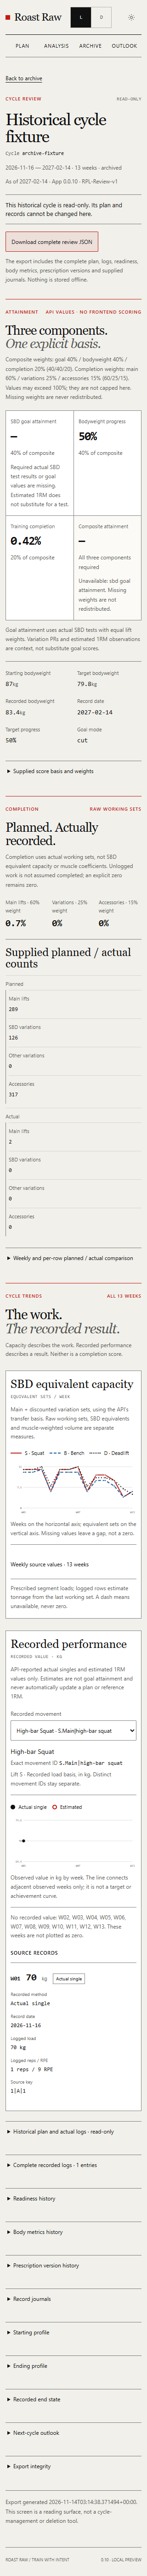 Roast Raw
L
D
PLAN ANALYSIS ARCHIVE OUTLOOK
Back to archive
CYCLE REVIEW READ-ONLY
Historical cycle
fixture
Cycle archive-fixture
2026-11-16 — 2027-02-14 · 13 weeks · archived
As of 2027-02-14 · App 0.0.10 · RPL-Review-v1
This historical cycle is read-only. Its plan and
records cannot be changed here.
Download complete review JSON
The export includes the complete plan, logs, readiness,
body metrics, prescription versions and supplied
journals. Nothing is stored offline.
ATTAINMENT API VALUES · NO FRONTEND SCORING
Three components.
One explicit basis.
Composite weights: goal 40% / bodyweight 40% /
completion 20% (40/40/20). Completion weights: main
60% / variations 25% / accessories 15% (60/25/15).
Values may exceed 100%; they are not capped here.
Missing weights are never redistributed.
SBD goal attainment
—
40% of composite
Required actual SBD
test results or goal
values are missing.
Estimated 1RM does
not substitute for a test.
Bodyweight progress
50%
40% of composite
Training completion
0.42%
20% of composite
Composite attainment
—
All three components
required
Unavailable: sbd goal
attainment. Missing
weights are not
redistributed.
Goal attainment uses actual SBD tests with equal lift
weights. Variation PRs and estimated 1RM observations
are context, not substitute goal scores.
Starting bodyweight
87kg
Target bodyweight
79.8kg
Recorded bodyweight
83.4kg
Record date
2027-02-14
Target progress
50%
Goal mode
cut
Supplied score basis and weights
COMPLETION RAW WORKING SETS
Planned. Actually
recorded.
Completion uses actual working sets, not SBD
equivalent capacity or muscle coefficients. Unlogged
work is not assumed completed; an explicit zero
remains zero.
Main lifts · 60%
weight
0.7%
Variations · 25%
weight
0%
Accessories · 15%
weight
0%
Supplied planned / actual
counts
Planned
Main lifts
289
SBD variations
126
Other variations
0
Accessories
317
Actual
Main lifts
2
SBD variations
0
Other variations
0
Accessories
0
Weekly and per-row planned / actual comparison
CYCLE TRENDS ALL 13 WEEKS
The work.
The recorded result.
Capacity describes the work. Recorded performance
describes a result. Neither is a completion score.
SBD equivalent capacity
EQUIVALENT SETS / WEEK
Main + discounted variation sets, using the API's
transfer basis. Raw working sets, SBD equivalents
and muscle-weighted volume are separate
measures.
S · Squat B · Bench D · Deadlift
Weeks on the horizontal axis; equivalent sets on the
vertical axis. Missing values leave a gap, not a zero.
Weekly source values · 13 weeks
Prescribed segment loads; logged rows estimate
tonnage from the last working set. A dash means
unavailable, never zero.
Recorded performance
RECORDED VALUE · KG
API-reported actual singles and estimated 1RM
values only. Estimates are not goal attainment and
never automatically update a plan or reference
1RM.
Recorded movement
High-bar Squat · S.Main|high-bar squat
High-bar Squat
Exact movement ID S.Main|high-bar squat
Lift S · Recorded load basis, in kg. Distinct
movement IDs stay separate.
Actual single Estimated
Observed value in kg by week. The line connects
adjacent observed weeks only; it is not a target or
achievement curve.
No recorded value: W02, W03, W04, W05, W06,
W07, W08, W09, W10, W11, W12, W13. These
weeks are not plotted as zero.
SOURCE RECORDS
W01 70 kg Actual single
Recorded method
Actual single
Record date
2026-11-16
Logged load
70 kg
Logged reps / RPE
1 reps / 9 RPE
Source key
1|A|1
Historical plan and actual logs · read-only
Complete recorded logs · 1 entries
Readiness history
Body metrics history
Prescription version history
Record journals
Starting profile
Ending profile
Recorded end state
Next-cycle outlook
Export integrity
Export generated 2026-11-14T03:14:38.371494+00:00.
This screen is a reading surface, not a cycle-
management or deletion tool.
ROAST RAW / TRAIN WITH INTENT 0.10 · LOCAL PREVIEW